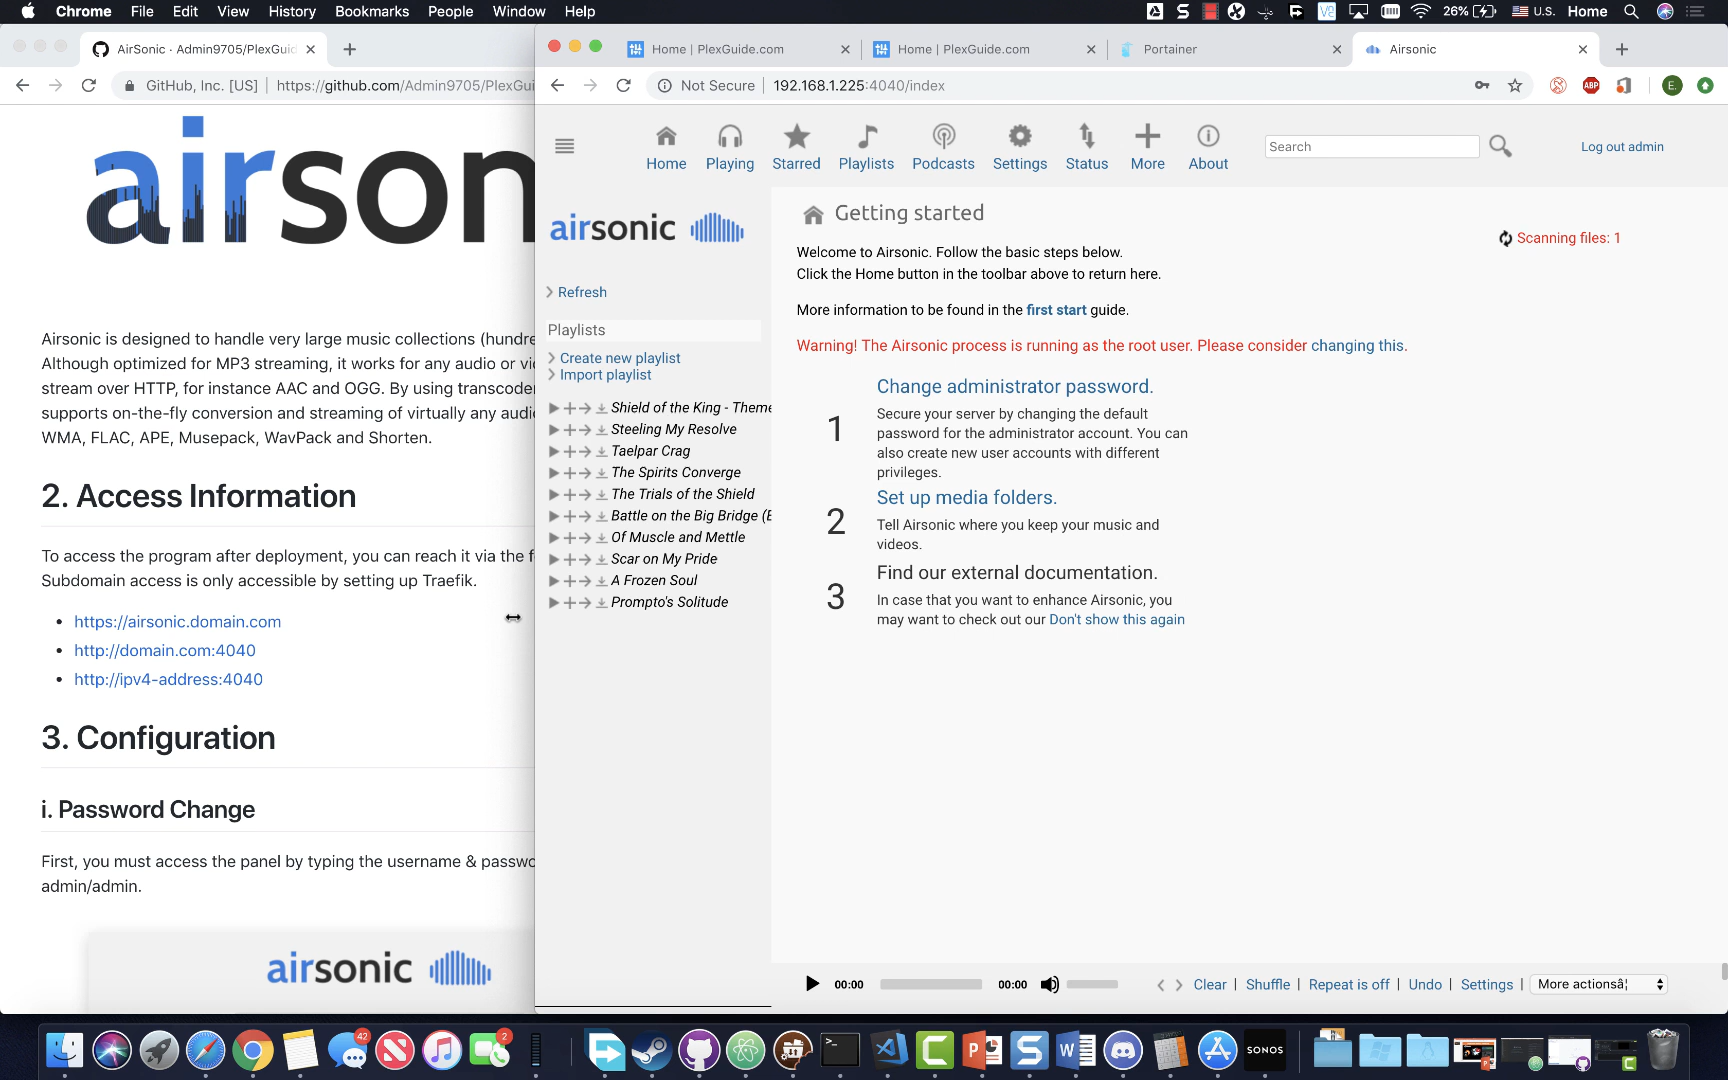 Chrome File Edit View History Bookmarks People Window Help
26% U.S. Home
AirSonic · Admin9705/PlexGuid
GitHub, Inc. [US] | https://github.com/Admin9705/PlexGui
airson
Airsonic is designed to handle very large music collections (hundre
Although optimized for MP3 streaming, it works for any audio or vi
stream over HTTP, for instance AAC and OGG. By using transcoder
supports on-the-fly conversion and streaming of virtually any audi
WMA, FLAC, APE, Musepack, WavPack and Shorten.
2. Access Information
To access the program after deployment, you can reach it via the f
Subdomain access is only accessible by setting up Traefik.
• https://airsonic.domain.com
• http://domain.com:4040
• http://ipv4-address:4040
3. Configuration
i. Password Change
First, you must access the panel by typing the username & passwo
admin/admin.
airsonic
Home | PlexGuide.com
Home | PlexGuide.com
Portainer
Airsonic
Not Secure | 192.168.1.225:4040/index
ABP
E.
Home Playing Starred Playlists Podcasts Settings Status More About
Search
Log out admin
airsonic
Refresh
Playlists
Create new playlist
Import playlist
Shield of the King - Theme
Steeling My Resolve
Taelpar Crag
The Spirits Converge
The Trials of the Shield
Battle on the Big Bridge (E
Of Muscle and Mettle
Scar on My Pride
A Frozen Soul
Prompto's Solitude
Getting started
Scanning files: 1
Welcome to Airsonic. Follow the basic steps below.
Click the Home button in the toolbar above to return here.
More information to be found in the first start guide.
Warning! The Airsonic process is running as the root user. Please consider changing this.
1
Change administrator password.
Secure your server by changing the default
password for the administrator account. You can
also create new user accounts with different
privileges.
2
Set up media folders.
Tell Airsonic where you keep your music and
videos.
3
Find our external documentation.
In case that you want to enhance Airsonic, you
may want to check out our Don't show this again
00:00 00:00
Clear | Shuffle | Repeat is off | Undo | Settings | More actionsâ¦
42
2
SONOS